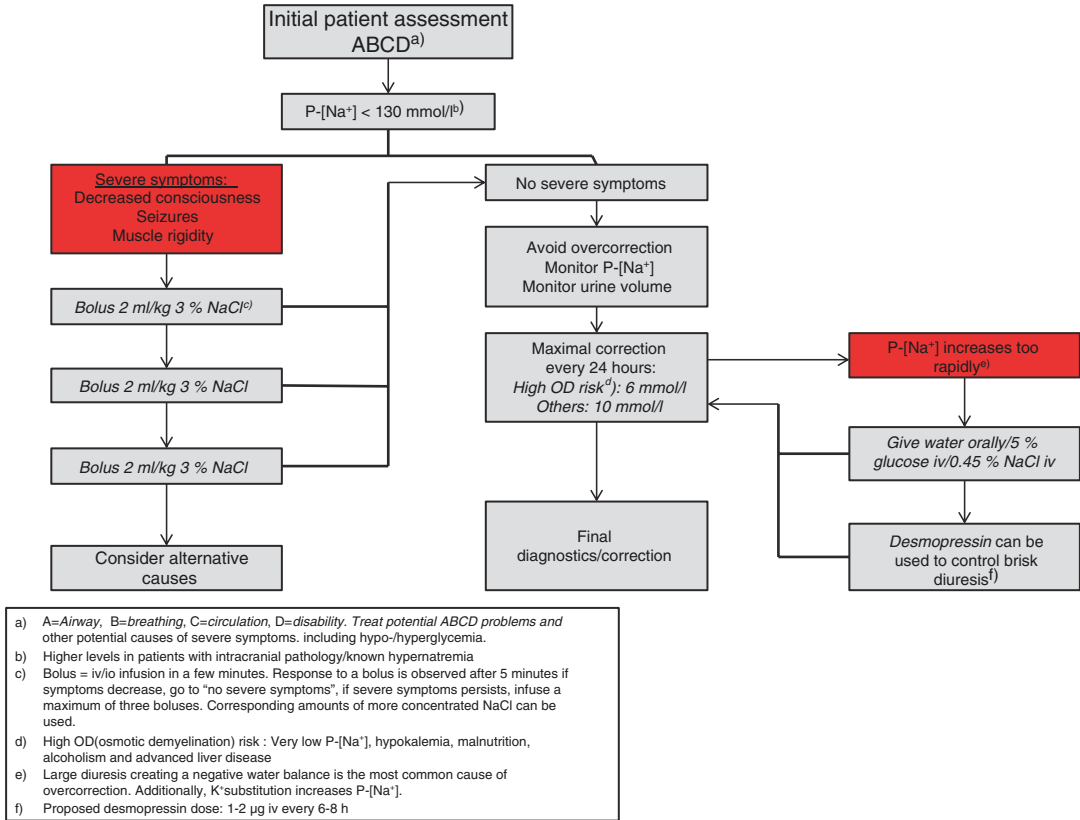 Initial patient assessment
ABCDa)
P-[Na+] < 130 mmol/lb)
Severe symptoms:
Decreased consciousness
Seizures
Muscle rigidity
No severe symptoms
Bolus 2 ml/kg 3 % NaClc)
Bolus 2 ml/kg 3 % NaCl
Bolus 2 ml/kg 3 % NaCl
Consider alternative
causes
Avoid overcorrection
Monitor P-[Na+]
Monitor urine volume
Maximal correction
every 24 hours:
High OD riskd): 6 mmol/l
Others: 10 mmol/l
Final
diagnostics/correction
P-[Na+] increases too
rapidlye)
Give water orally/5 %
glucose iv/0.45 % NaCl iv
Desmopressin can be
used to control brisk
diuresisf)
a) A=Airway, B=breathing, C=circulation, D=disability. Treat potential ABCD problems and
other potential causes of severe symptoms. including hypo-/hyperglycemia.
b) Higher levels in patients with intracranial pathology/known hypernatremia
c) Bolus = iv/io infusion in a few minutes. Response to a bolus is observed after 5 minutes if
symptoms decrease, go to “no severe symptoms”, if severe symptoms persists, infuse a
maximum of three boluses. Corresponding amounts of more concentrated NaCl can be
used.
d) High OD(osmotic demyelination) risk : Very low P-[Na+], hypokalemia, malnutrition,
alcoholism and advanced liver disease
e) Large diuresis creating a negative water balance is the most common cause of
overcorrection. Additionally, K+substitution increases P-[Na+].
f) Proposed desmopressin dose: 1-2 µg iv every 6-8 h